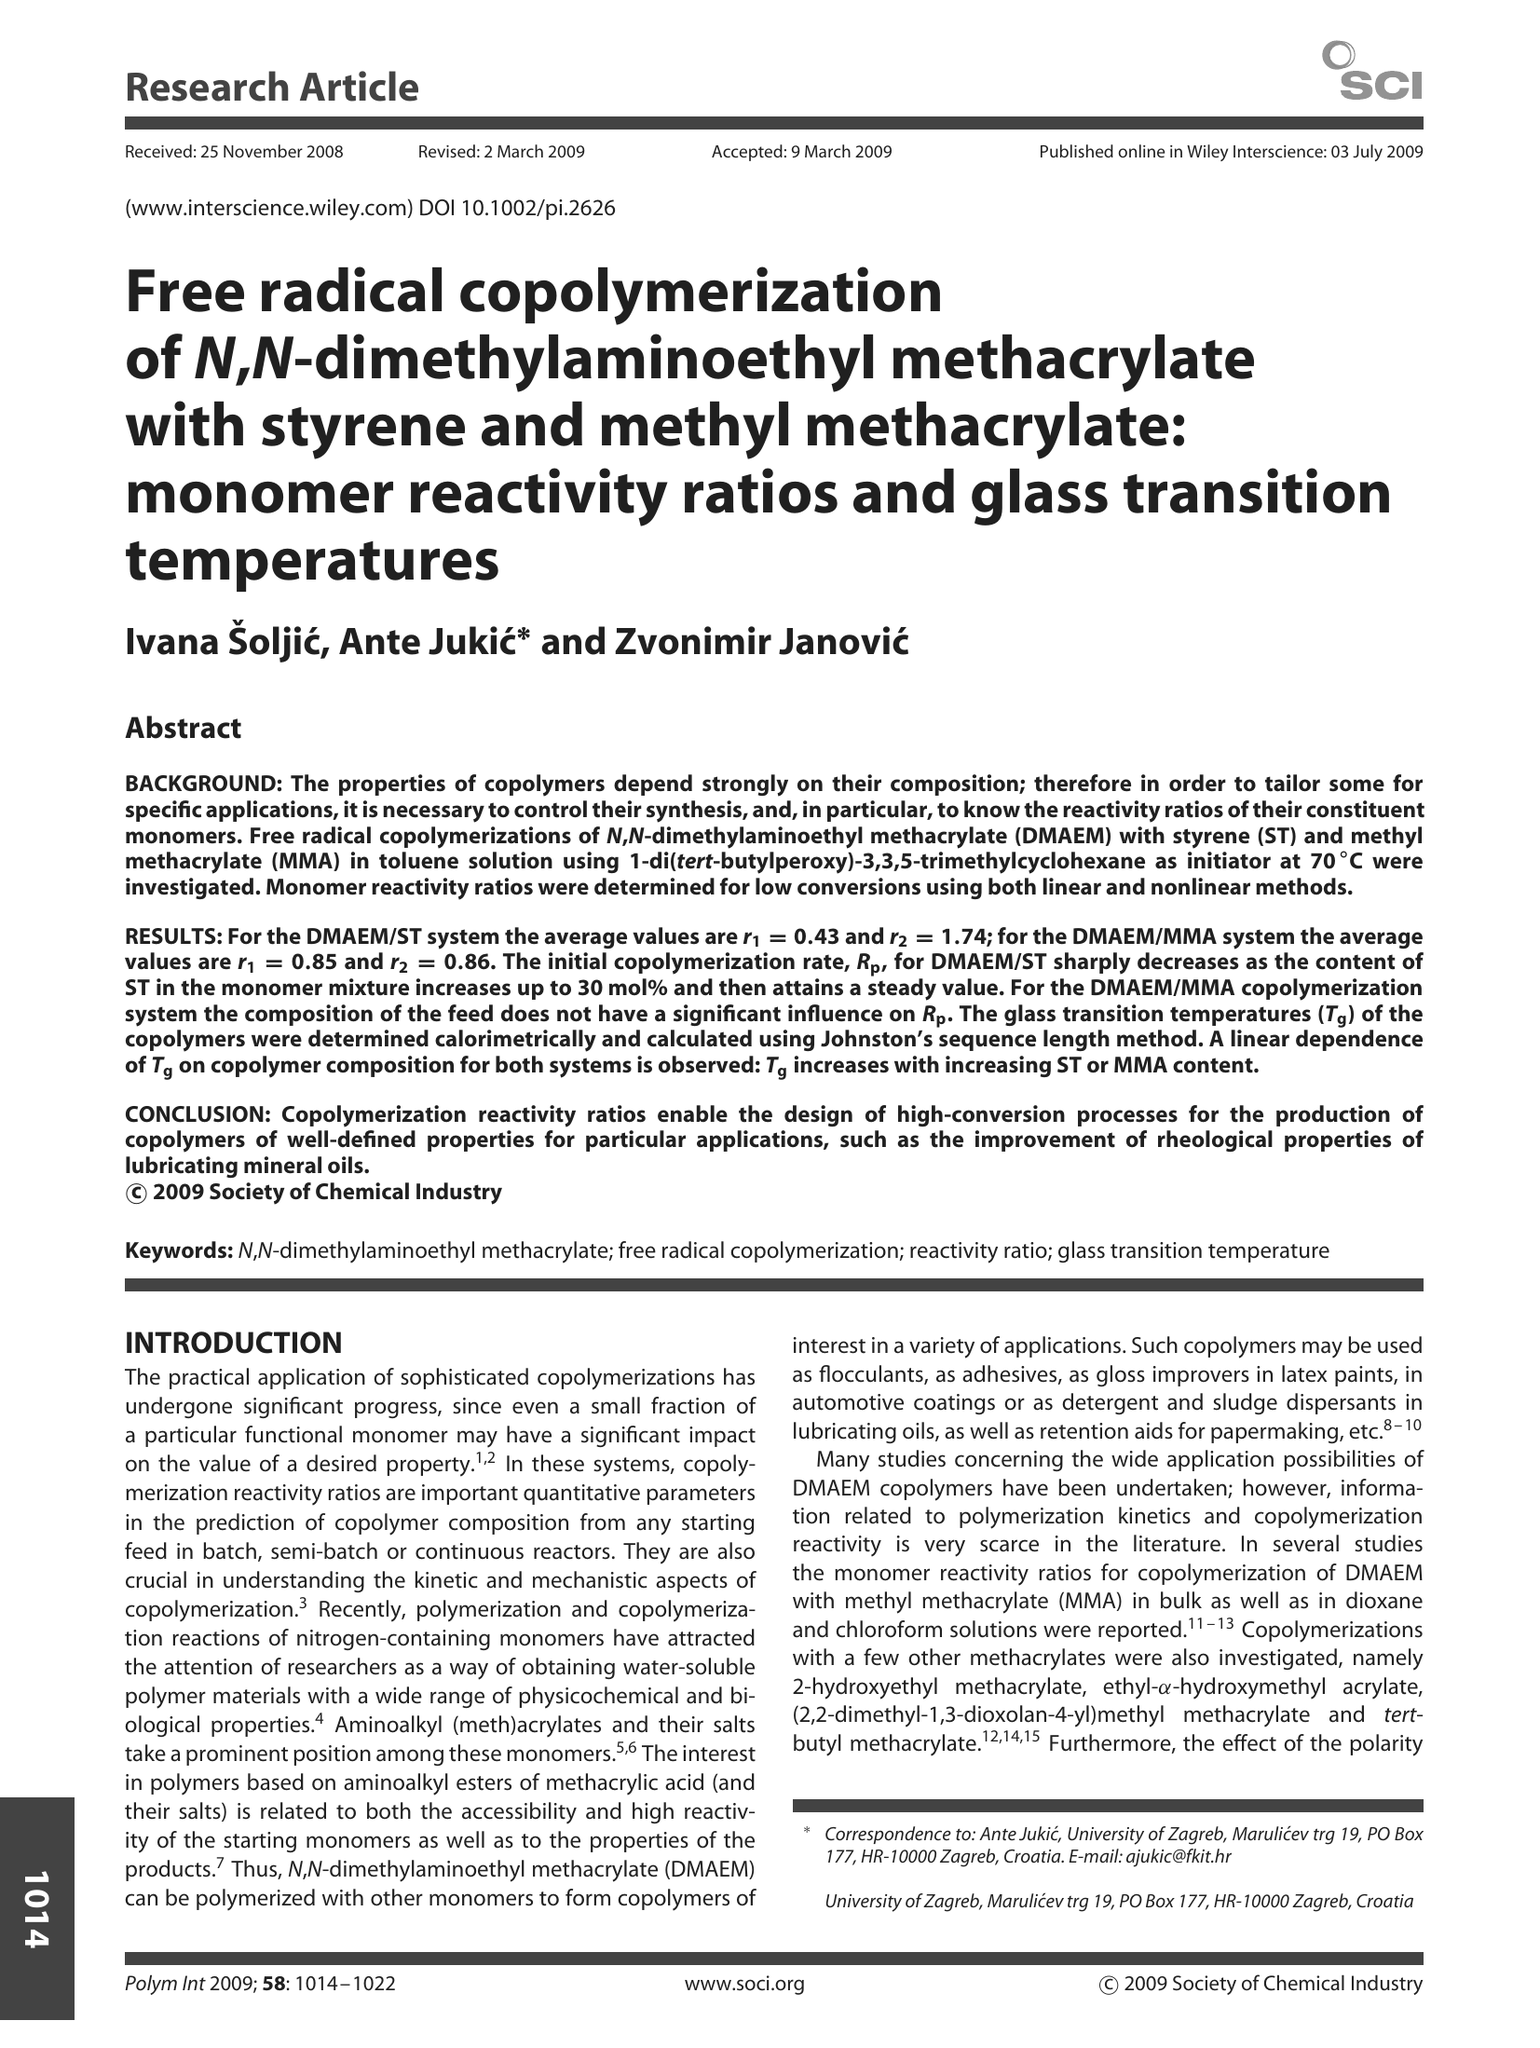 Research Article
SCI
Received: 25 November 2008
Revised: 2 March 2009
Accepted: 9 March 2009
Published online in Wiley Interscience: 03 July 2009
(www.interscience.wiley.com) DOI 10.1002/pi.2626
Free radical copolymerization
of N,N-dimethylaminoethyl methacrylate
with styrene and methyl methacrylate:
monomer reactivity ratios and glass transition
temperatures
Ivana Šoljić, Ante Jukić* and Zvonimir Janović
Abstract
BACKGROUND: The properties of copolymers depend strongly on their composition; therefore in order to tailor some for
specific applications, it is necessary to control their synthesis, and, in particular, to know the reactivity ratios of their constituent
monomers. Free radical copolymerizations of N,N-dimethylaminoethyl methacrylate (DMAEM) with styrene (ST) and methyl
methacrylate (MMA) in toluene solution using 1-di(tert-butylperoxy)-3,3,5-trimethylcyclohexane as initiator at 70 °C were
investigated. Monomer reactivity ratios were determined for low conversions using both linear and nonlinear methods.
RESULTS: For the DMAEM/ST system the average values are r1 = 0.43 and r2 = 1.74; for the DMAEM/MMA system the average
values are r1 = 0.85 and r2 = 0.86. The initial copolymerization rate, Rp, for DMAEM/ST sharply decreases as the content of
ST in the monomer mixture increases up to 30 mol% and then attains a steady value. For the DMAEM/MMA copolymerization
system the composition of the feed does not have a significant influence on Rp. The glass transition temperatures (Tg) of the
copolymers were determined calorimetrically and calculated using Johnston's sequence length method. A linear dependence
of Tg on copolymer composition for both systems is observed: Tg increases with increasing ST or MMA content.
CONCLUSION: Copolymerization reactivity ratios enable the design of high-conversion processes for the production of
copolymers of well-defined properties for particular applications, such as the improvement of rheological properties of
lubricating mineral oils.
© 2009 Society of Chemical Industry
Keywords: N,N-dimethylaminoethyl methacrylate; free radical copolymerization; reactivity ratio; glass transition temperature
INTRODUCTION
The practical application of sophisticated copolymerizations has
undergone significant progress, since even a small fraction of
a particular functional monomer may have a significant impact
on the value of a desired property.1,2 In these systems, copoly-
merization reactivity ratios are important quantitative parameters
in the prediction of copolymer composition from any starting
feed in batch, semi-batch or continuous reactors. They are also
crucial in understanding the kinetic and mechanistic aspects of
copolymerization.3 Recently, polymerization and copolymeriza-
tion reactions of nitrogen-containing monomers have attracted
the attention of researchers as a way of obtaining water-soluble
polymer materials with a wide range of physicochemical and bi-
ological properties.4 Aminoalkyl (meth)acrylates and their salts
take a prominent position among these monomers.5,6 The interest
in polymers based on aminoalkyl esters of methacrylic acid (and
their salts) is related to both the accessibility and high reactiv-
ity of the starting monomers as well as to the properties of the
products.7 Thus, N,N-dimethylaminoethyl methacrylate (DMAEM)
can be polymerized with other monomers to form copolymers of
interest in a variety of applications. Such copolymers may be used
as flocculants, as adhesives, as gloss improvers in latex paints, in
automotive coatings or as detergent and sludge dispersants in
lubricating oils, as well as retention aids for papermaking, etc.8–10
Many studies concerning the wide application possibilities of
DMAEM copolymers have been undertaken; however, informa-
tion related to polymerization kinetics and copolymerization
reactivity is very scarce in the literature. In several studies
the monomer reactivity ratios for copolymerization of DMAEM
with methyl methacrylate (MMA) in bulk as well as in dioxane
and chloroform solutions were reported.11–13 Copolymerizations
with a few other methacrylates were also investigated, namely
2-hydroxyethyl methacrylate, ethyl-α-hydroxymethyl acrylate,
(2,2-dimethyl-1,3-dioxolan-4-yl)methyl methacrylate and tert-
butyl methacrylate.12,14,15 Furthermore, the effect of the polarity
* Correspondence to: Ante Jukić, University of Zagreb, Marulićev trg 19, PO Box
177, HR-10000 Zagreb, Croatia. E-mail: ajukic@fkit.hr
University of Zagreb, Marulićev trg 19, PO Box 177, HR-10000 Zagreb, Croatia
1014
Polym Int 2009; 58: 1014–1022
www.soci.org
© 2009 Society of Chemical Industry